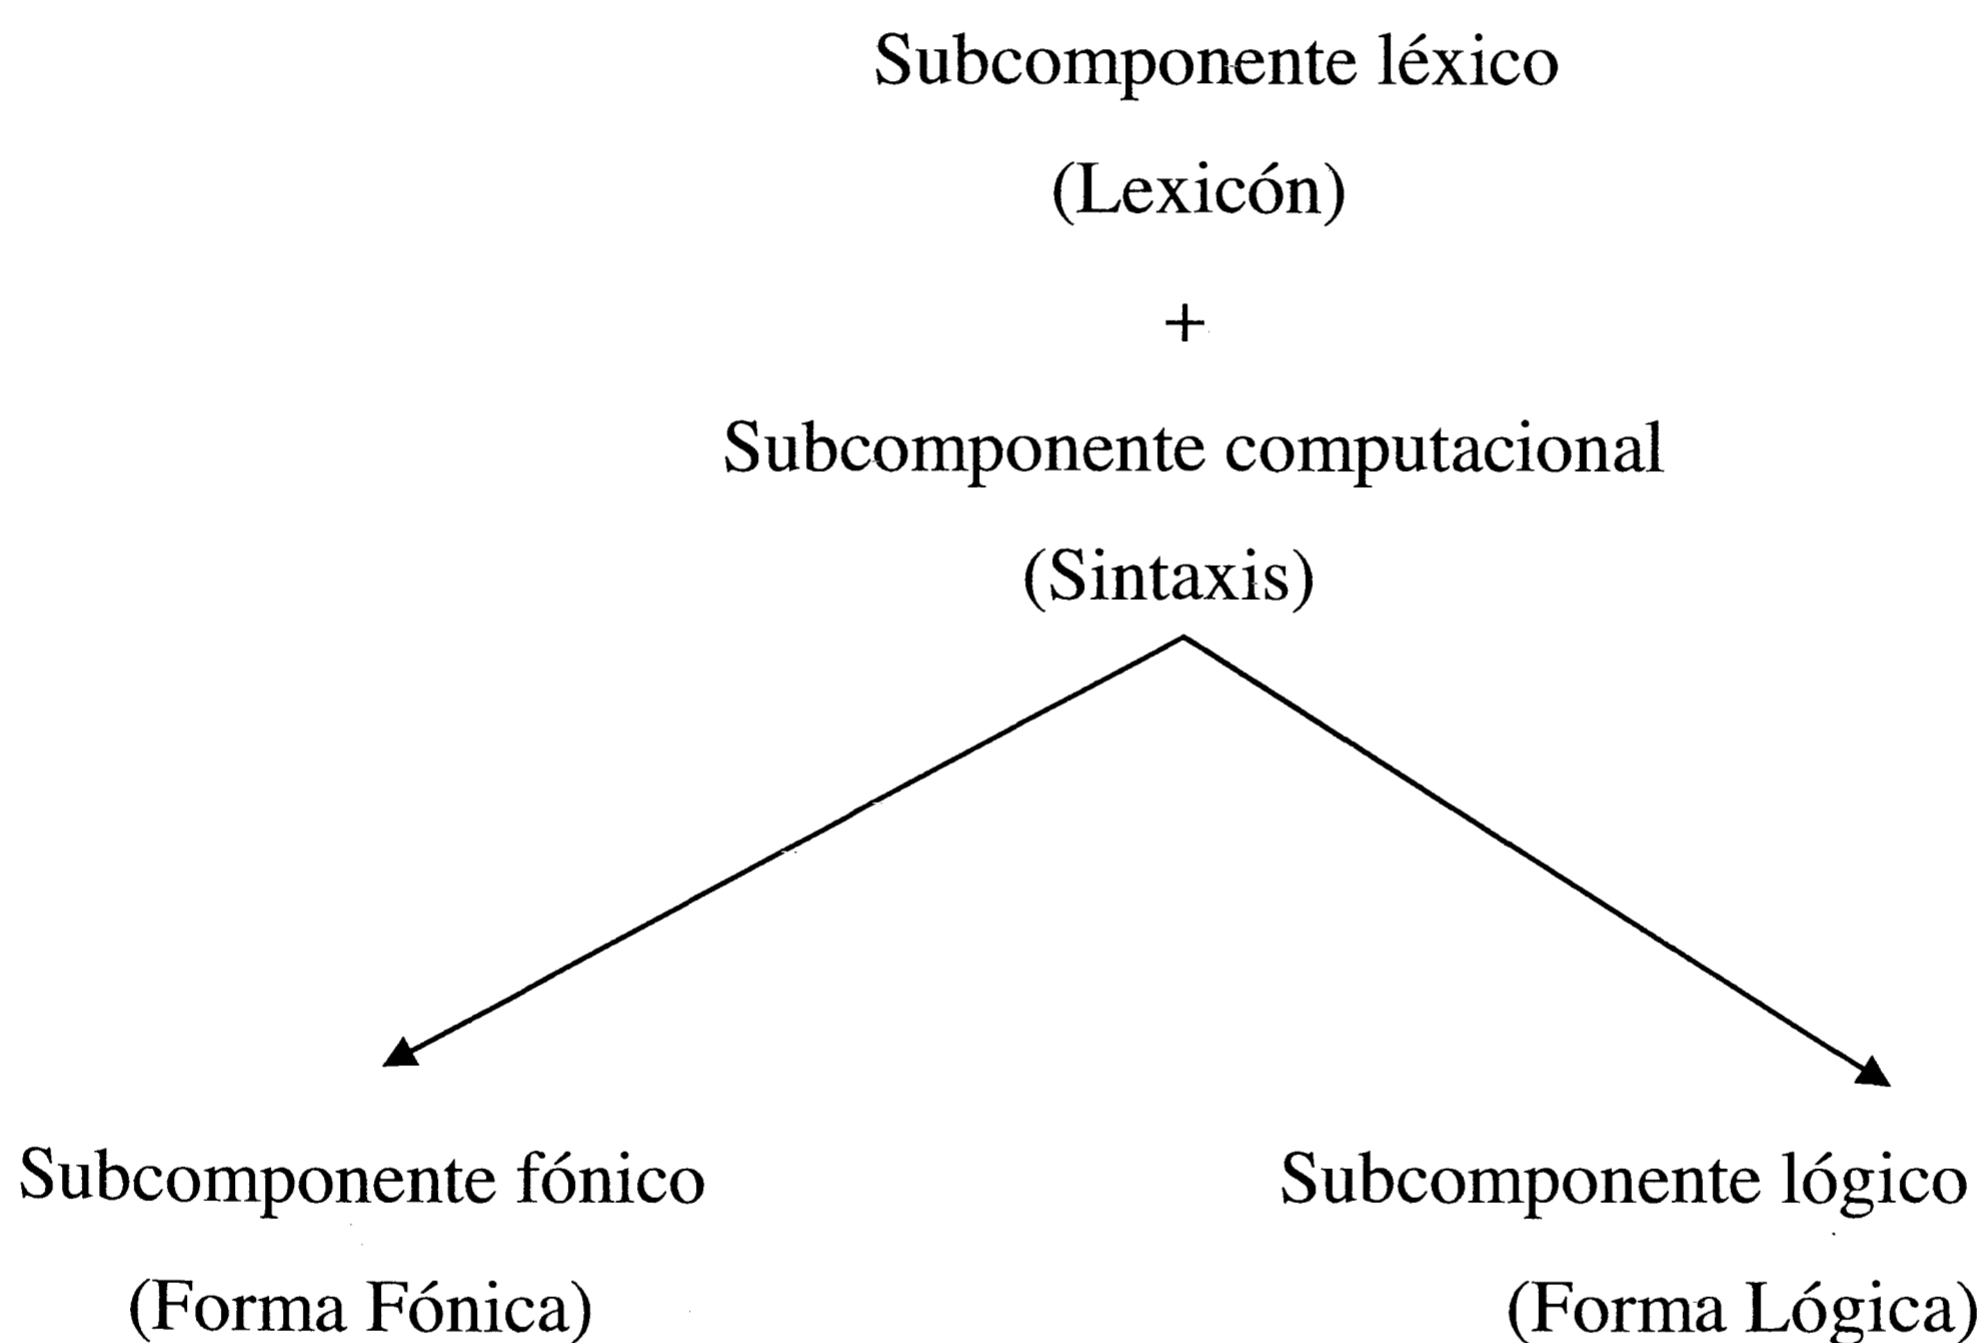 Subcomponente léxico
(Lexicón)
+
Subcomponente computacional
(Sintaxis)
Subcomponente fónico
(Forma Fónica)
Subcomponente lógico
(Forma Lógica)